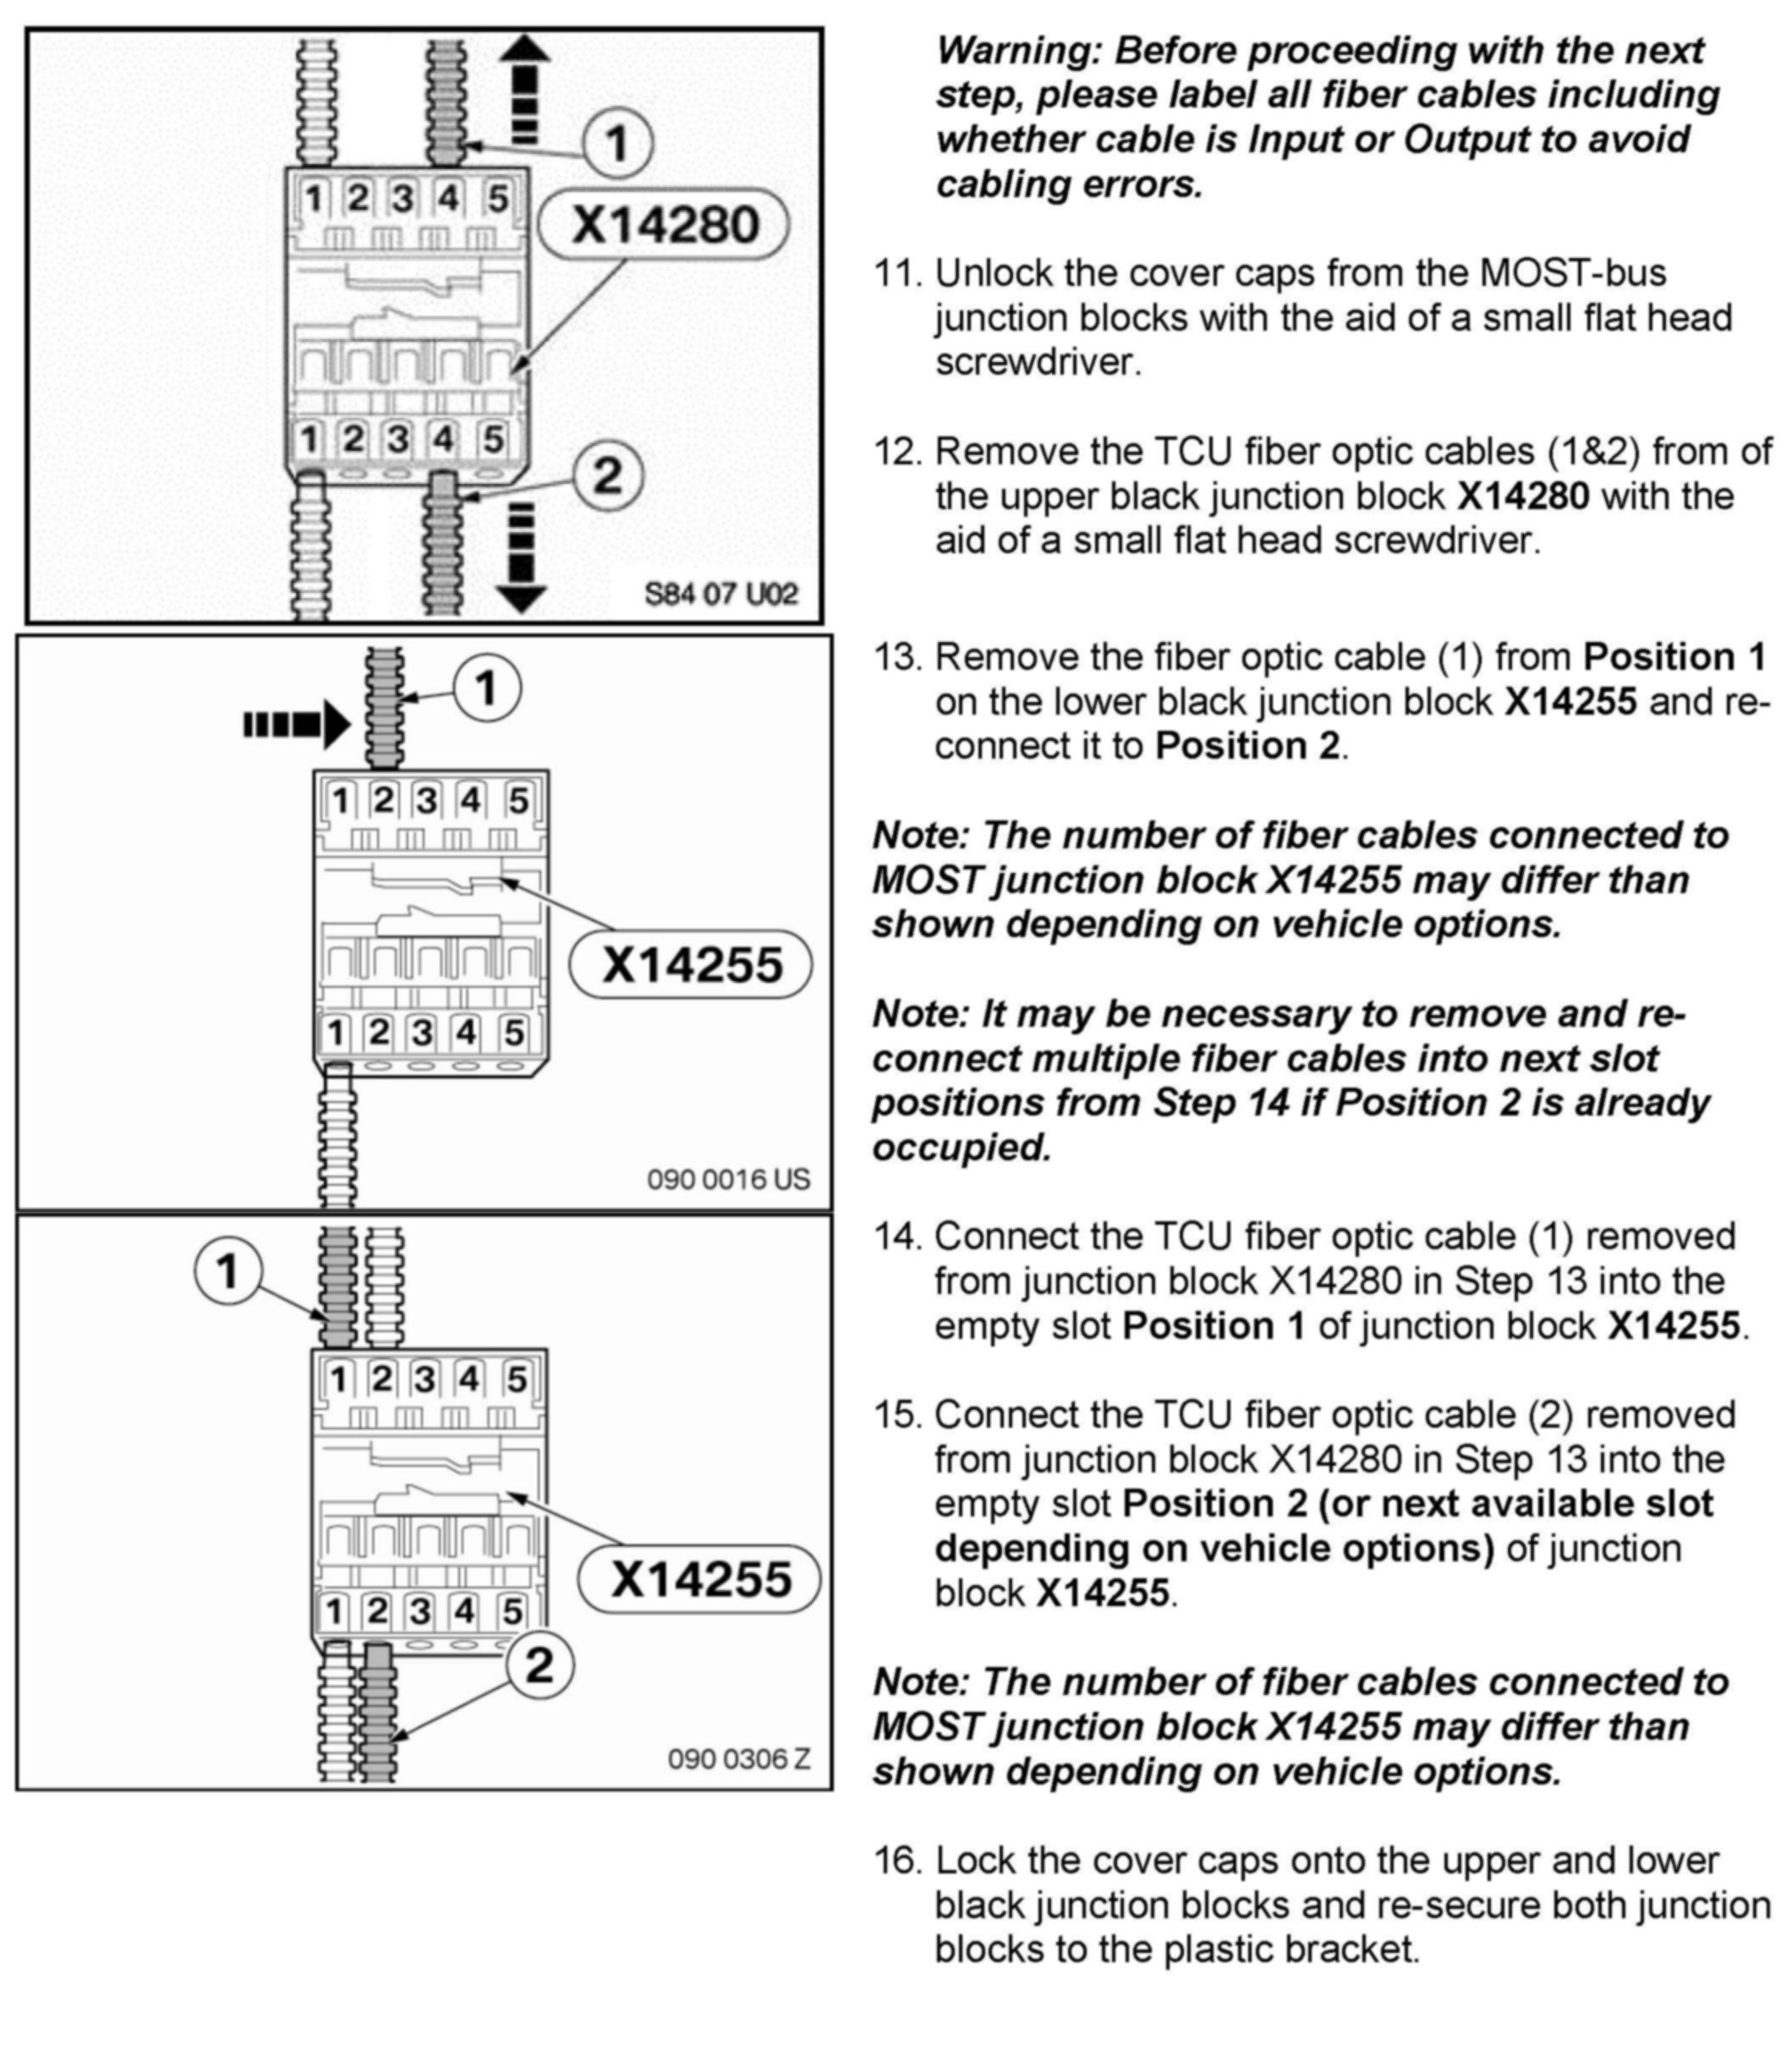 1
1 2 3 4 5
X14280
1 2 3 4 5
2
S84 07 U02
1
1 2 3 4 5
X14255
1 2 3 4 5
090 0016 US
1
1 2 3 4 5
X14255
1 2 3 4 5
2
090 0306 Z
Warning: Before proceeding with the next
step, please label all fiber cables including
whether cable is Input or Output to avoid
cabling errors.
11. Unlock the cover caps from the MOST-bus
junction blocks with the aid of a small flat head
screwdriver.
12. Remove the TCU fiber optic cables (1&2) from of
the upper black junction block X14280 with the
aid of a small flat head screwdriver.
13. Remove the fiber optic cable (1) from Position 1
on the lower black junction block X14255 and re-
connect it to Position 2.
Note: The number of fiber cables connected to
MOST junction block X14255 may differ than
shown depending on vehicle options.
Note: It may be necessary to remove and re-
connect multiple fiber cables into next slot
positions from Step 14 if Position 2 is already
occupied.
14. Connect the TCU fiber optic cable (1) removed
from junction block X14280 in Step 13 into the
empty slot Position 1 of junction block X14255.
15. Connect the TCU fiber optic cable (2) removed
from junction block X14280 in Step 13 into the
empty slot Position 2 (or next available slot
depending on vehicle options) of junction
block X14255.
Note: The number of fiber cables connected to
MOST junction block X14255 may differ than
shown depending on vehicle options.
16. Lock the cover caps onto the upper and lower
black junction blocks and re-secure both junction
blocks to the plastic bracket.